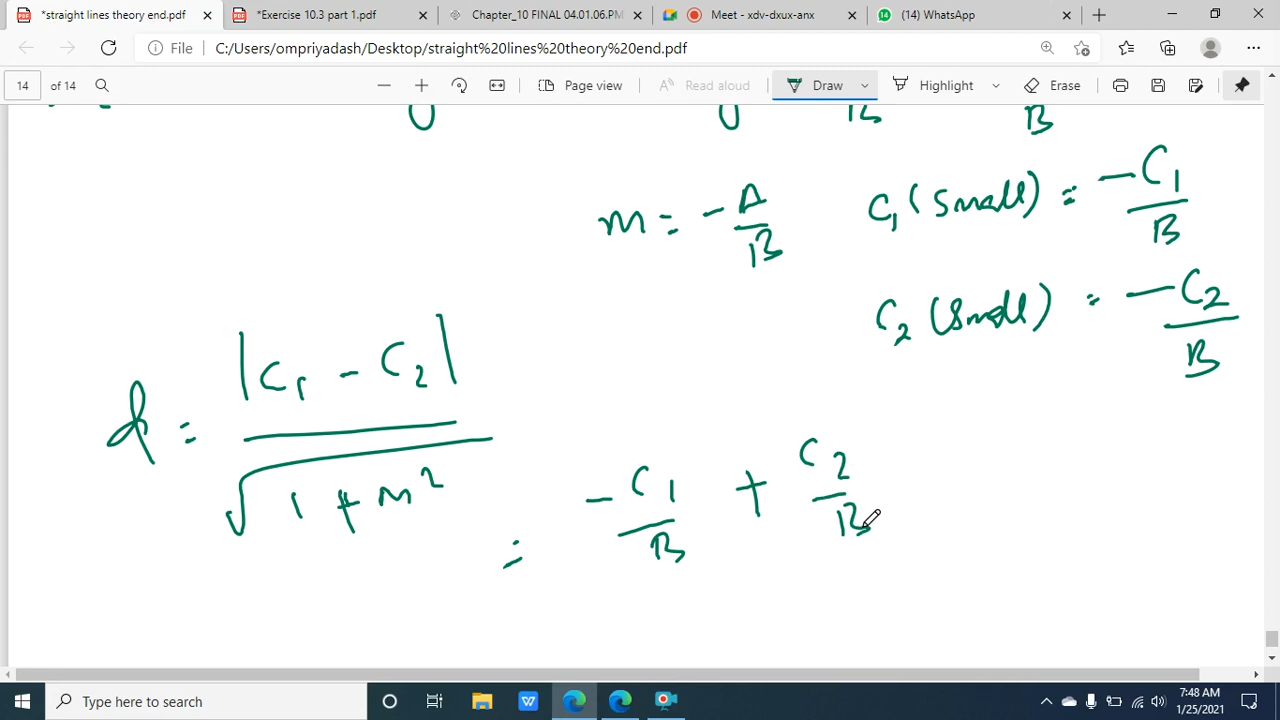 *straight lines theory end.pdf
*Exercise 10.3 part 1.pdf
Chapter_10 FINAL 04.01.06.PM
Meet - xdv-dxux-anx
(14) WhatsApp
File
C:/Users/ompriyadash/Desktop/straight%20lines%20theory%20end.pdf
14 of 14
Page view
Read aloud
Draw
Highlight
Erase
B B
m = -A/B
C1 (small) = -C1/B
C2 (small) = -C2/B
d = |C1 - C2| / √(1 + m²)
= -C1/B + C2/B
Type here to search
7:48 AM
1/25/2021